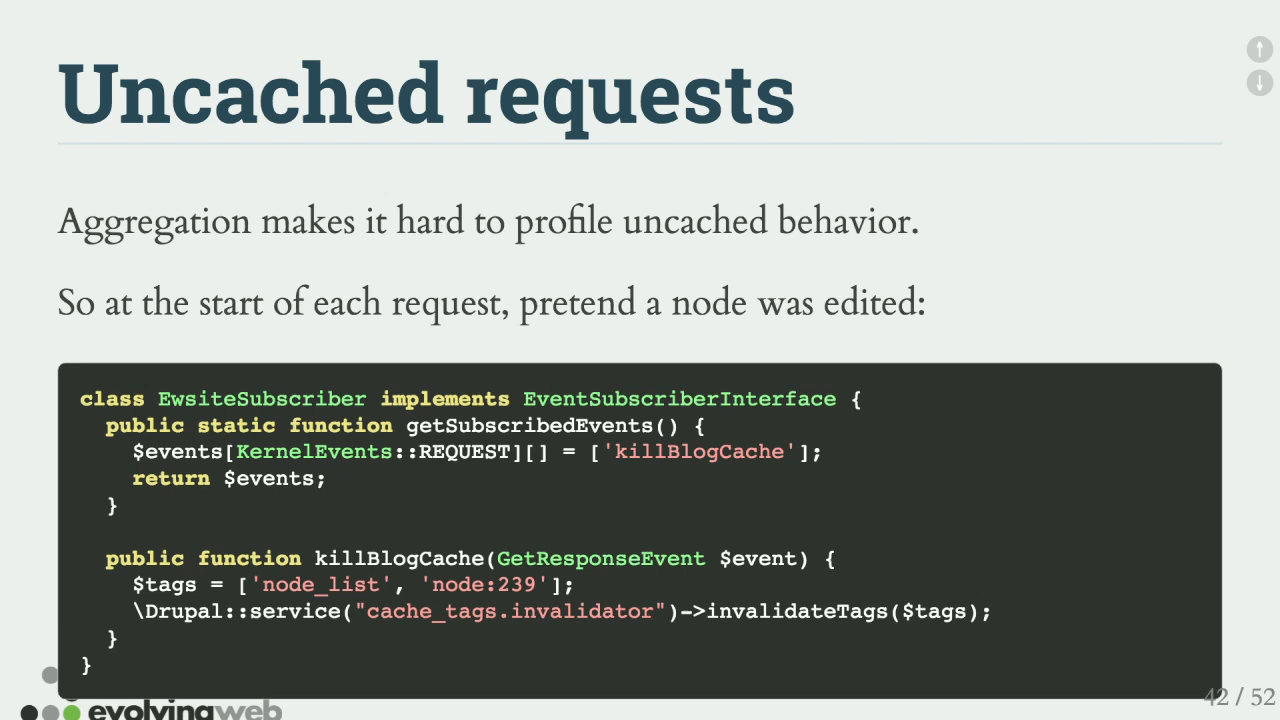 Uncached requests
Aggregation makes it hard to profile uncached behavior.
So at the start of each request, pretend a node was edited:
class EwsiteSubscriber implements EventSubscriberInterface {
  public static function getSubscribedEvents() {
    $events[KernelEvents::REQUEST][] = ['killBlogCache'];
    return $events;
  }

  public function killBlogCache(GetResponseEvent $event) {
    $tags = ['node_list', 'node:239'];
    \Drupal::service("cache_tags.invalidator")->invalidateTags($tags);
  }
}
evolvingweb
42 / 52